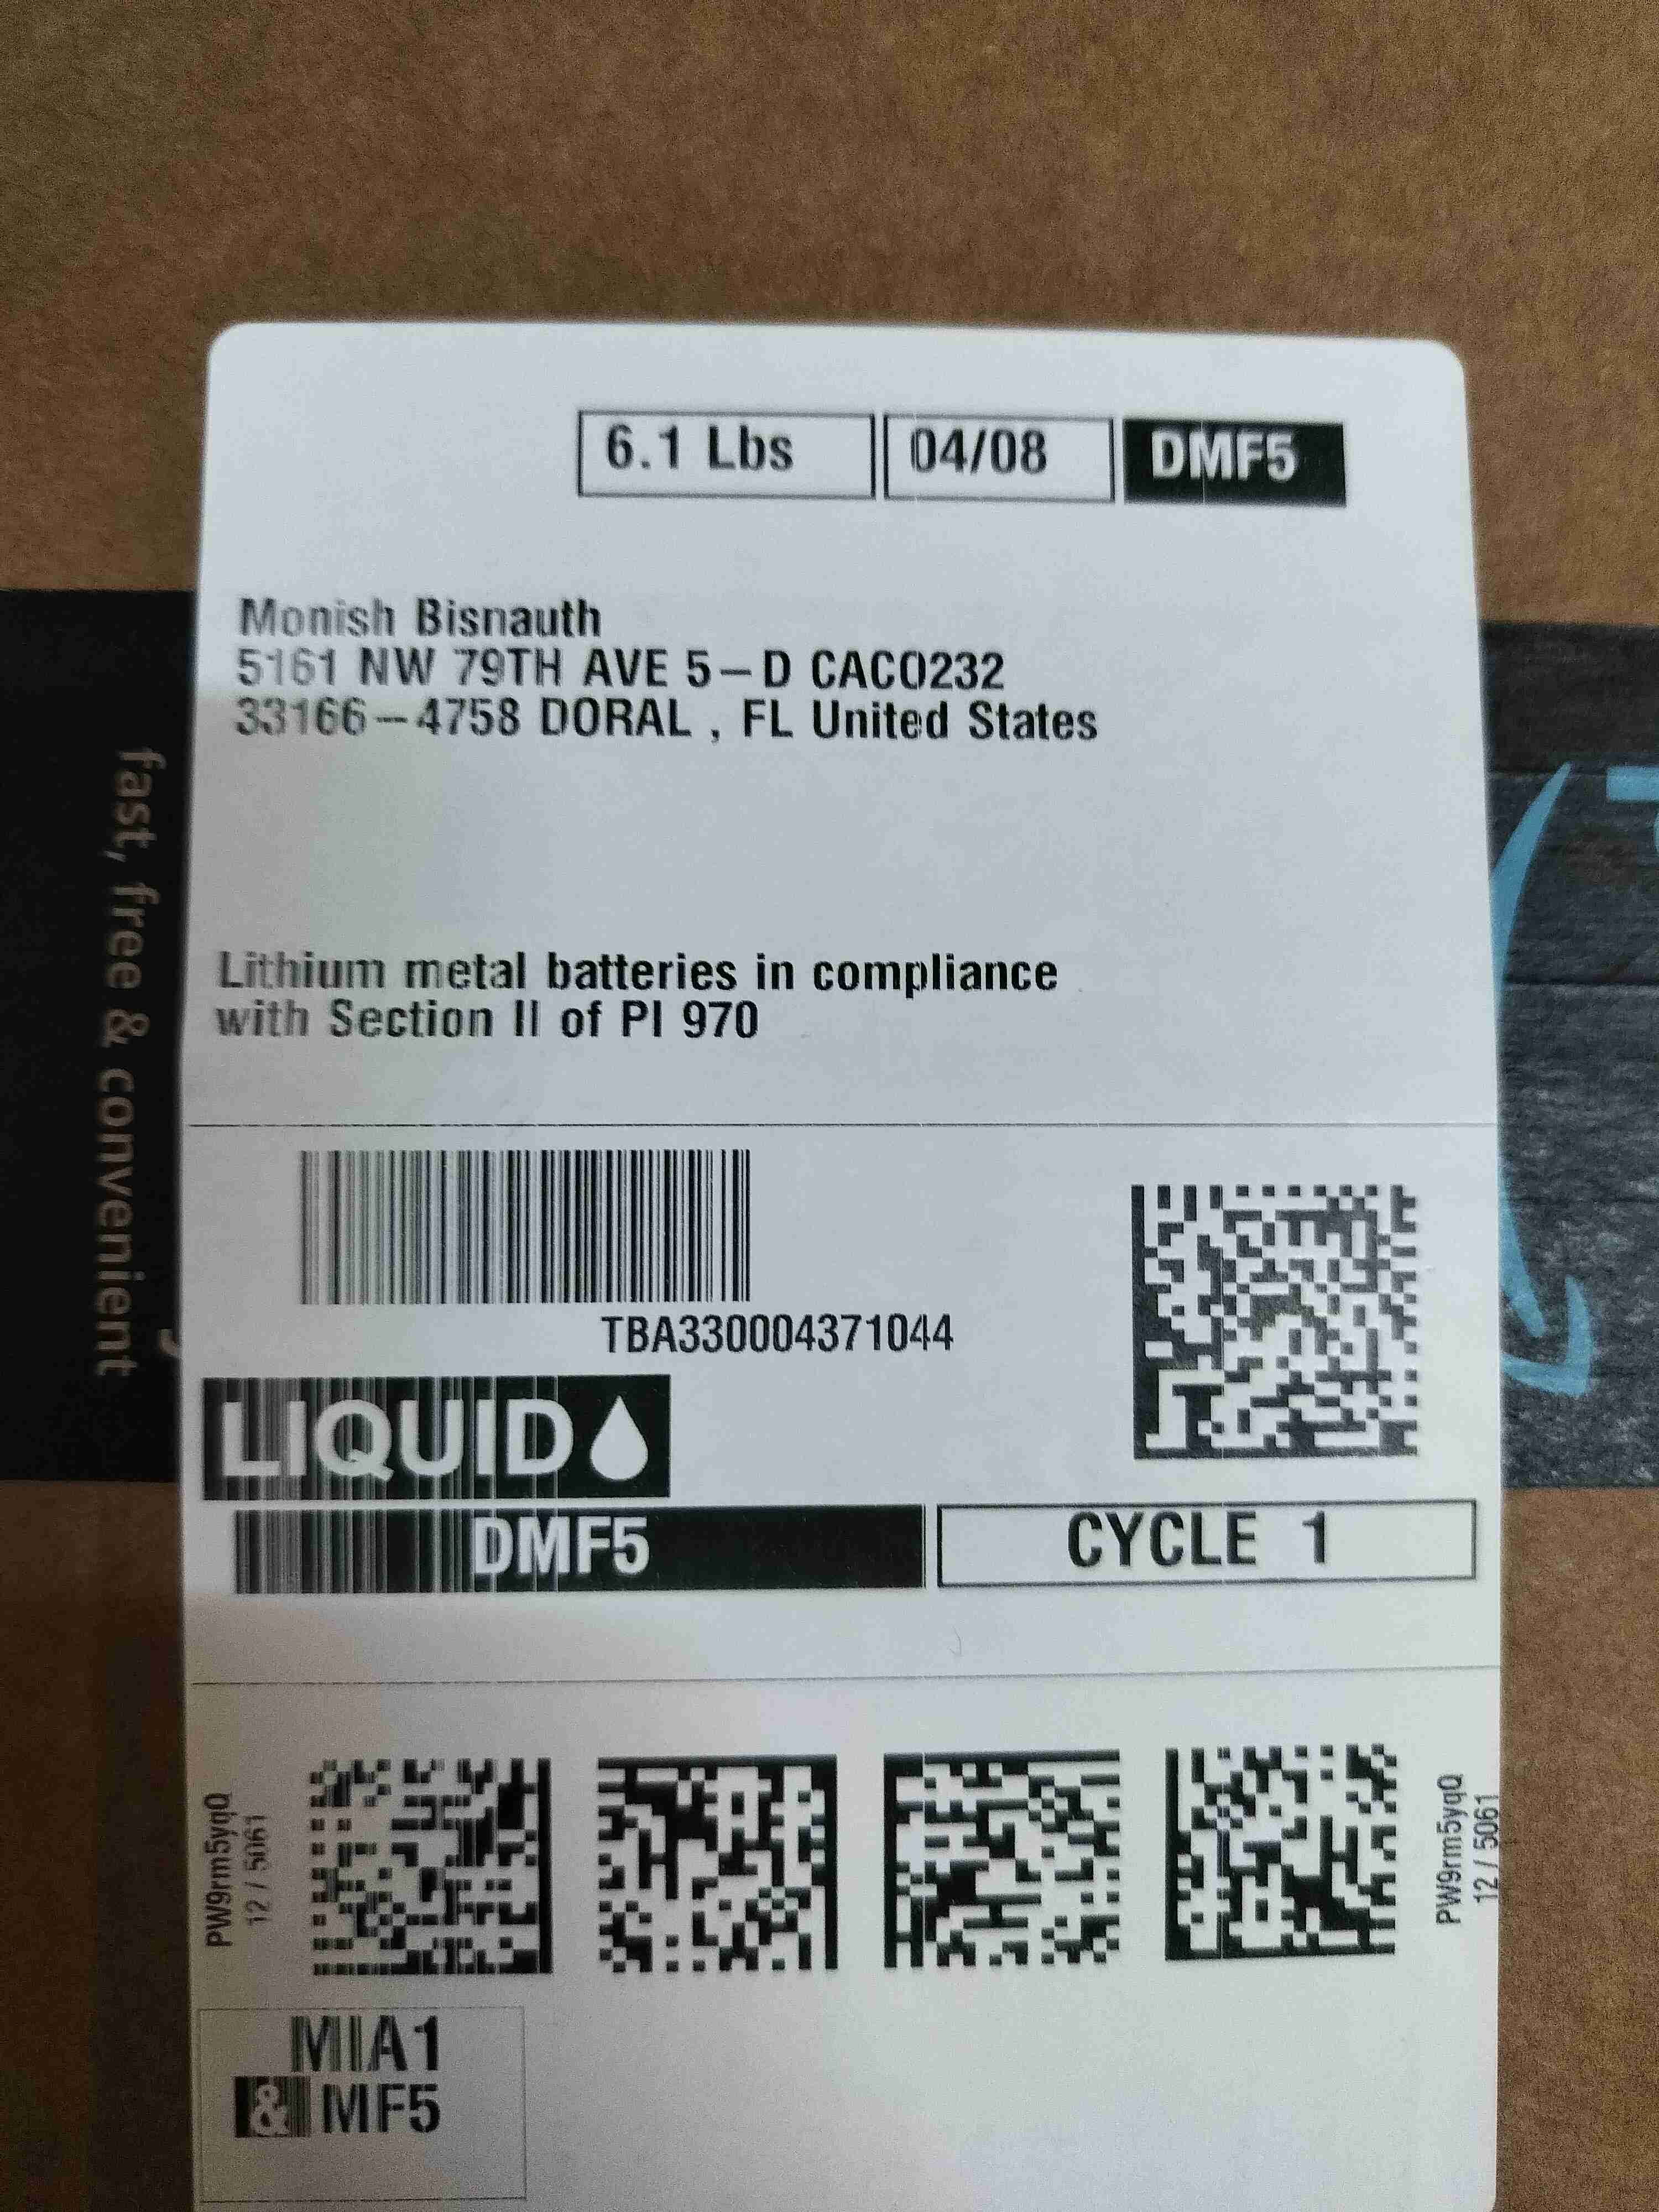 6.1 Lbs 04/08 DMF5
Monish Bisnauth
5161 NW 79TH AVE 5-D CACO232
33166-4758 DORAL , FL United States
Lithium metal batteries in compliance
with Section II of PI 970
TBA330004371044
LIQUID
DMF5 CYCLE 1
PW9rm5yqQ
12 / 5061
PW9rm5yqQ
12 / 5061
MIA1
& MF5
fast, free & convenient